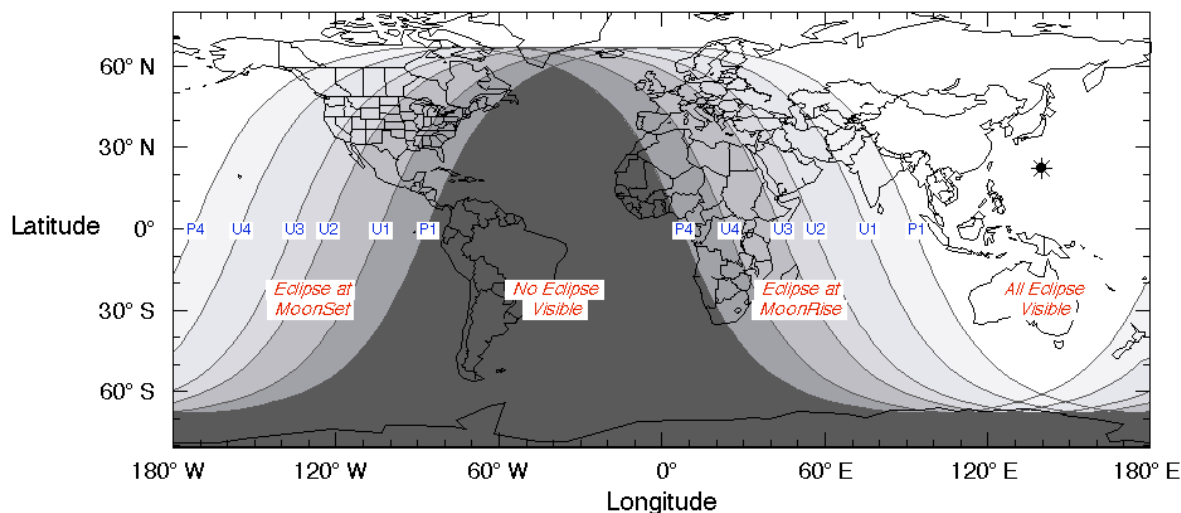 60° N
30° N
Latitude
0°
30° S
60° S
P4 U4 U3 U2 U1 P1 P4 U4 U3 U2 U1 P1
Eclipse at
MoonSet
No Eclipse
Visible
Eclipse at
MoonRise
All Eclipse
Visible
180° W 120° W 60° W 0° 60° E 120° E 180° E
Longitude